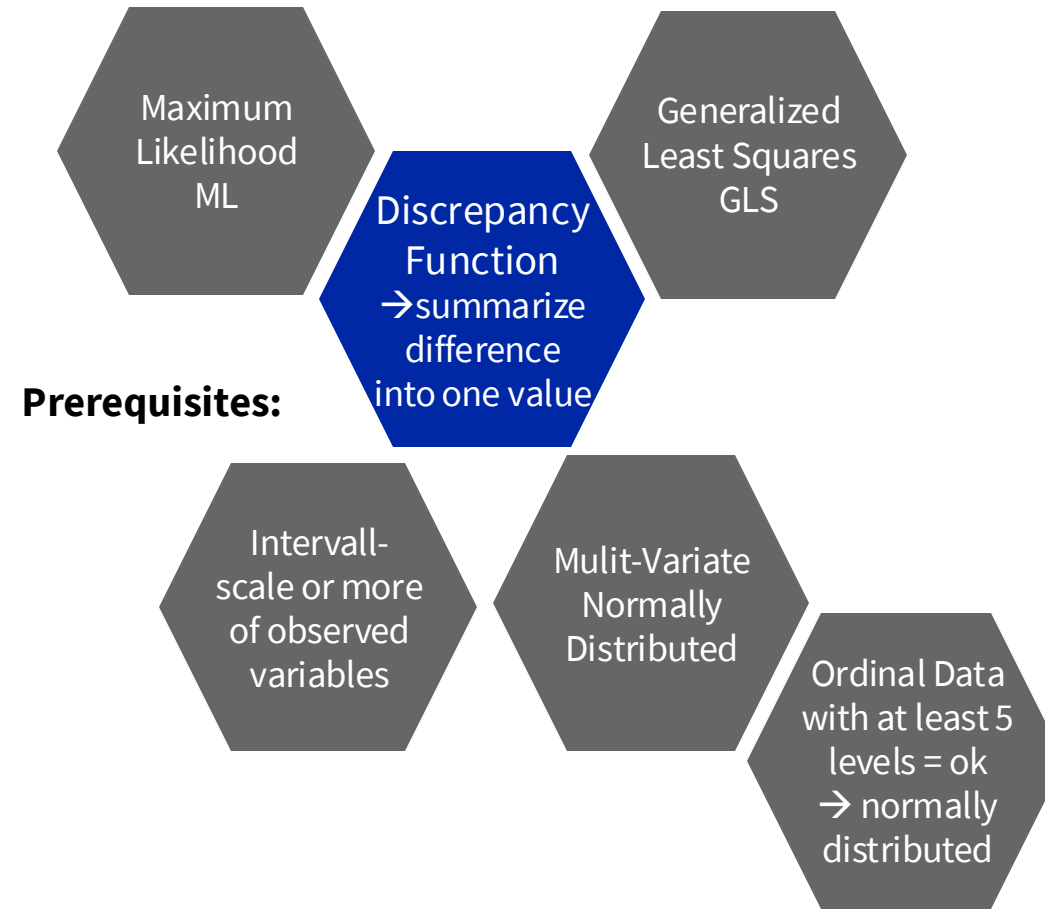 Maximum
Likelihood
ML
Generalized
Least Squares
GLS
Discrepancy
Function
→summarize
difference
into one value
Prerequisites:
Intervall-
scale or more
of observed
variables
Mulit-Variate
Normally
Distributed
Ordinal Data
with at least 5
levels = ok
→ normally
distributed